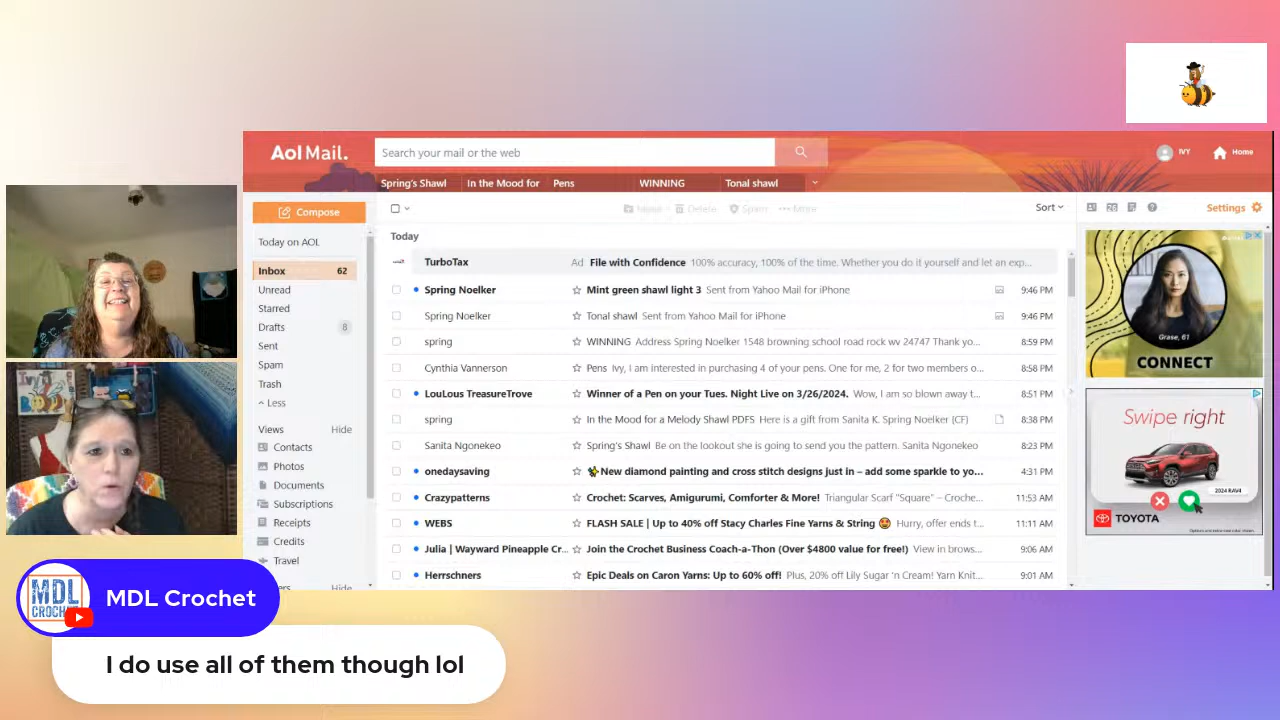 Aol Mail.
Search your mail or the web
IVY
Home
Spring's Shawl
In the Mood for
Pens
WINNING
Tonal shawl
Compose
Move
Delete
Spam
More
Sort
Settings
Today on AOL
Inbox 62
Unread
Starred
Drafts 8
Sent
Spam
Trash
Less
Views Hide
Contacts
Photos
Documents
Subscriptions
Receipts
Credits
Travel
Hide
Today
TurboTax Ad File with Confidence 100% accuracy, 100% of the time. Whether you do it yourself and let an exp...
Spring Noelker Mint green shawl light 3 Sent from Yahoo Mail for iPhone 9:46 PM
Spring Noelker Tonal shawl Sent from Yahoo Mail for iPhone 9:46 PM
spring WINNING Address Spring Noelker 1548 browning school road rock wv 24747 Thank yo... 8:59 PM
Cynthia Vannerson Pens Ivy, I am interested in purchasing 4 of your pens. One for me, 2 for two members o... 8:58 PM
LouLous TreasureTrove Winner of a Pen on your Tues. Night Live on 3/26/2024. Wow, I am so blown away t... 8:51 PM
spring In the Mood for a Melody Shawl PDFS Here is a gift from Sanita K. Spring Noelker (CF) 8:38 PM
Sanita Ngonekeo Spring's Shawl Be on the lookout she is going to send you the pattern. Sanita Ngonekeo 8:23 PM
onedaysaving New diamond painting and cross stitch designs just in – add some sparkle to yo... 4:31 PM
Crazypatterns Crochet: Scarves, Amigurumi, Comforter & More! Triangular Scarf "Square" – Croche... 11:53 AM
WEBS FLASH SALE | Up to 40% off Stacy Charles Fine Yarns & String Hurry, offer ends t... 11:11 AM
Julia | Wayward Pineapple Cr... Join the Crochet Business Coach-a-Thon (Over $4800 value for free!) View in brows... 9:06 AM
Herrschners Epic Deals on Caron Yarns: Up to 60% off! Plus, 20% off Lily Sugar 'n Cream! Yarn Knit... 9:01 AM
Grase, 61
CONNECT
Swipe right
2024 RAV4
TOYOTA
MDL
CROCHET
MDL Crochet
I do use all of them though lol